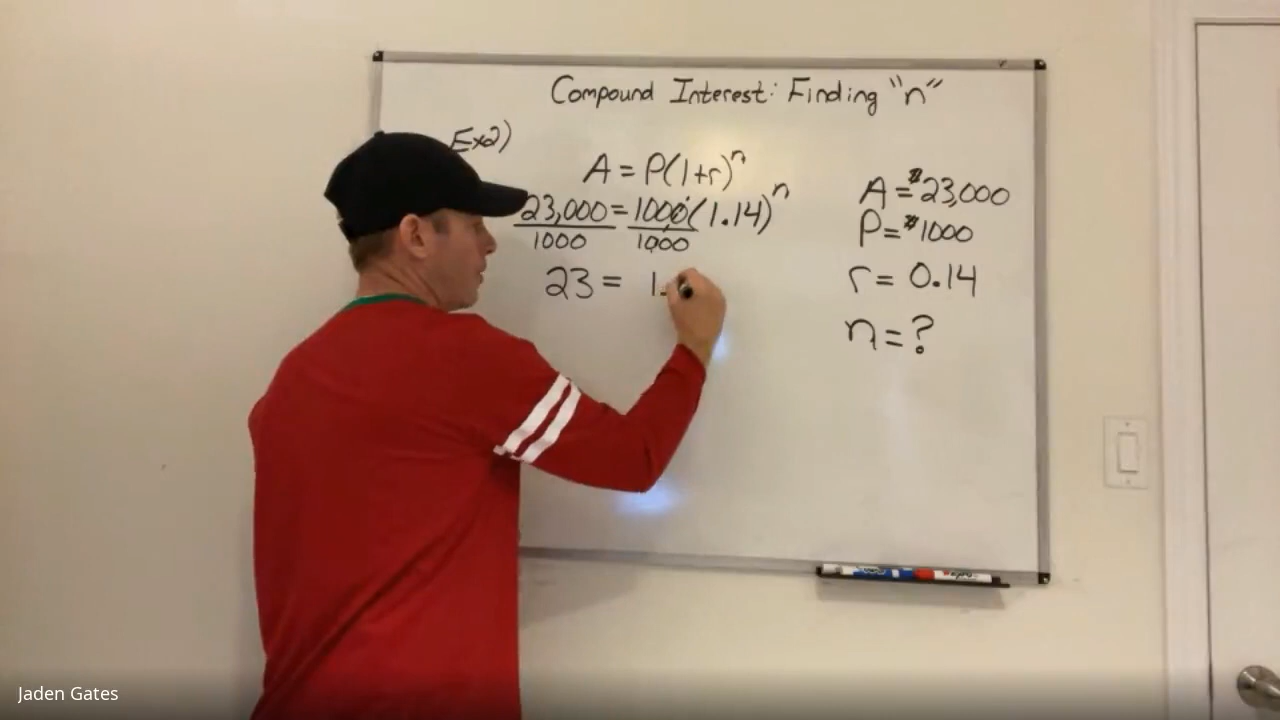 Compound Interest: Finding "n"
Ex2)
A = P(1+r)^n
23,000 = 1000(1.14)^n
1000 1000
23 = 1.
A = $23,000
P = $1000
r = 0.14
n = ?
Jaden Gates